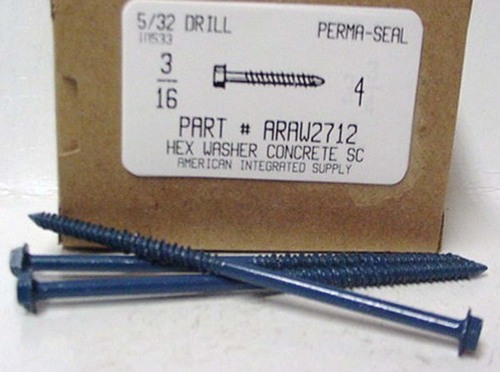 5/32 DRILL
PERMA-SEAL
3
16
4
PART # ARAW2712
HEX WASHER CONCRETE SC
AMERICAN INTEGRATED SUPPLY